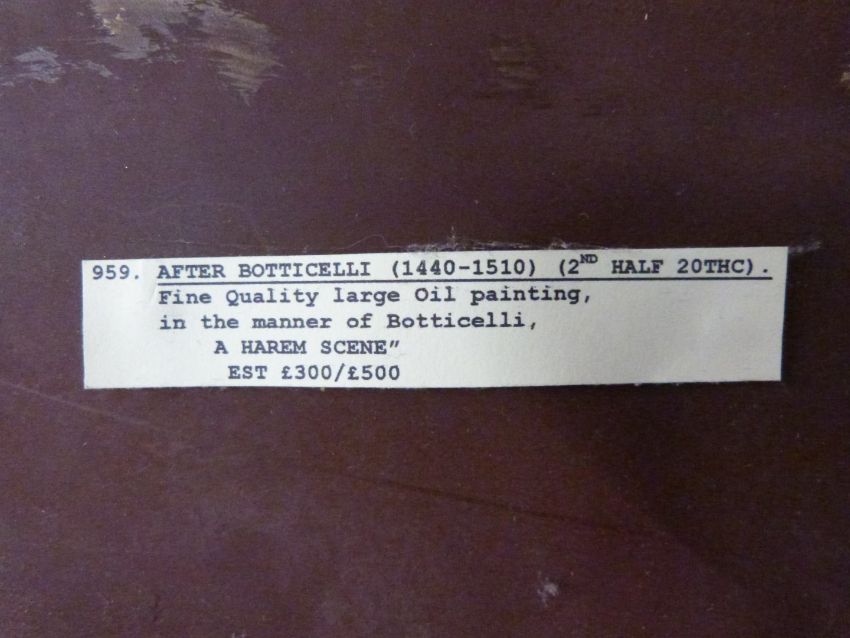 959. AFTER BOTTICELLI (1440-1510) (2ND HALF 20THC).
Fine Quality large Oil painting,
in the manner of Botticelli,
A HAREM SCENE”
EST £300/£500